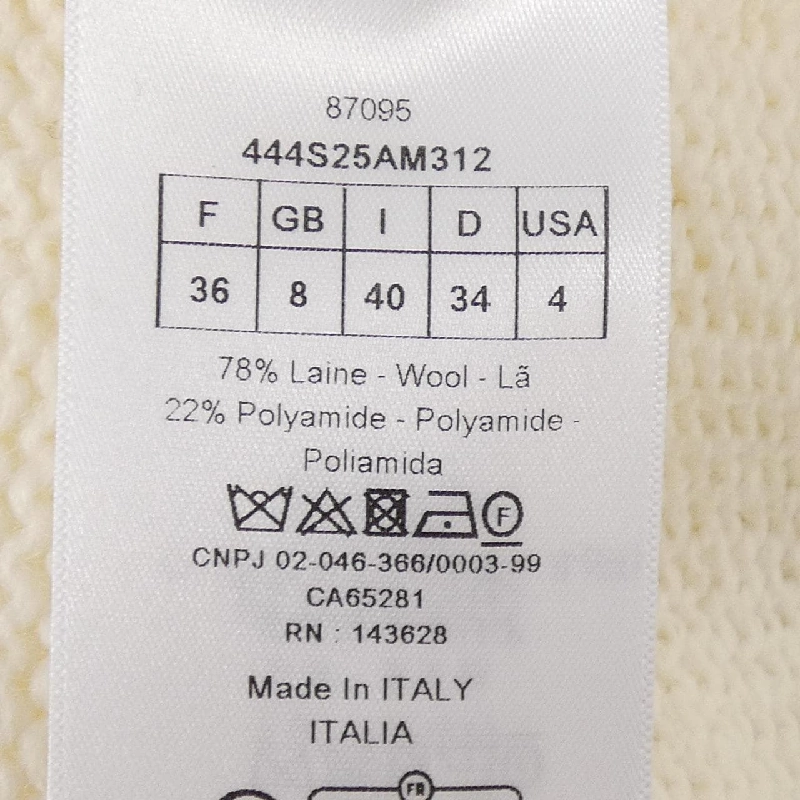 87095
444S25AM312
F GB I D USA
36 8 40 34 4
78% Laine - Wool - Lã
22% Polyamide - Polyamide -
Poliamida
F
CNPJ 02-046-366/0003-99
CA65281
RN : 143628
Made In ITALY
ITALIA
FR